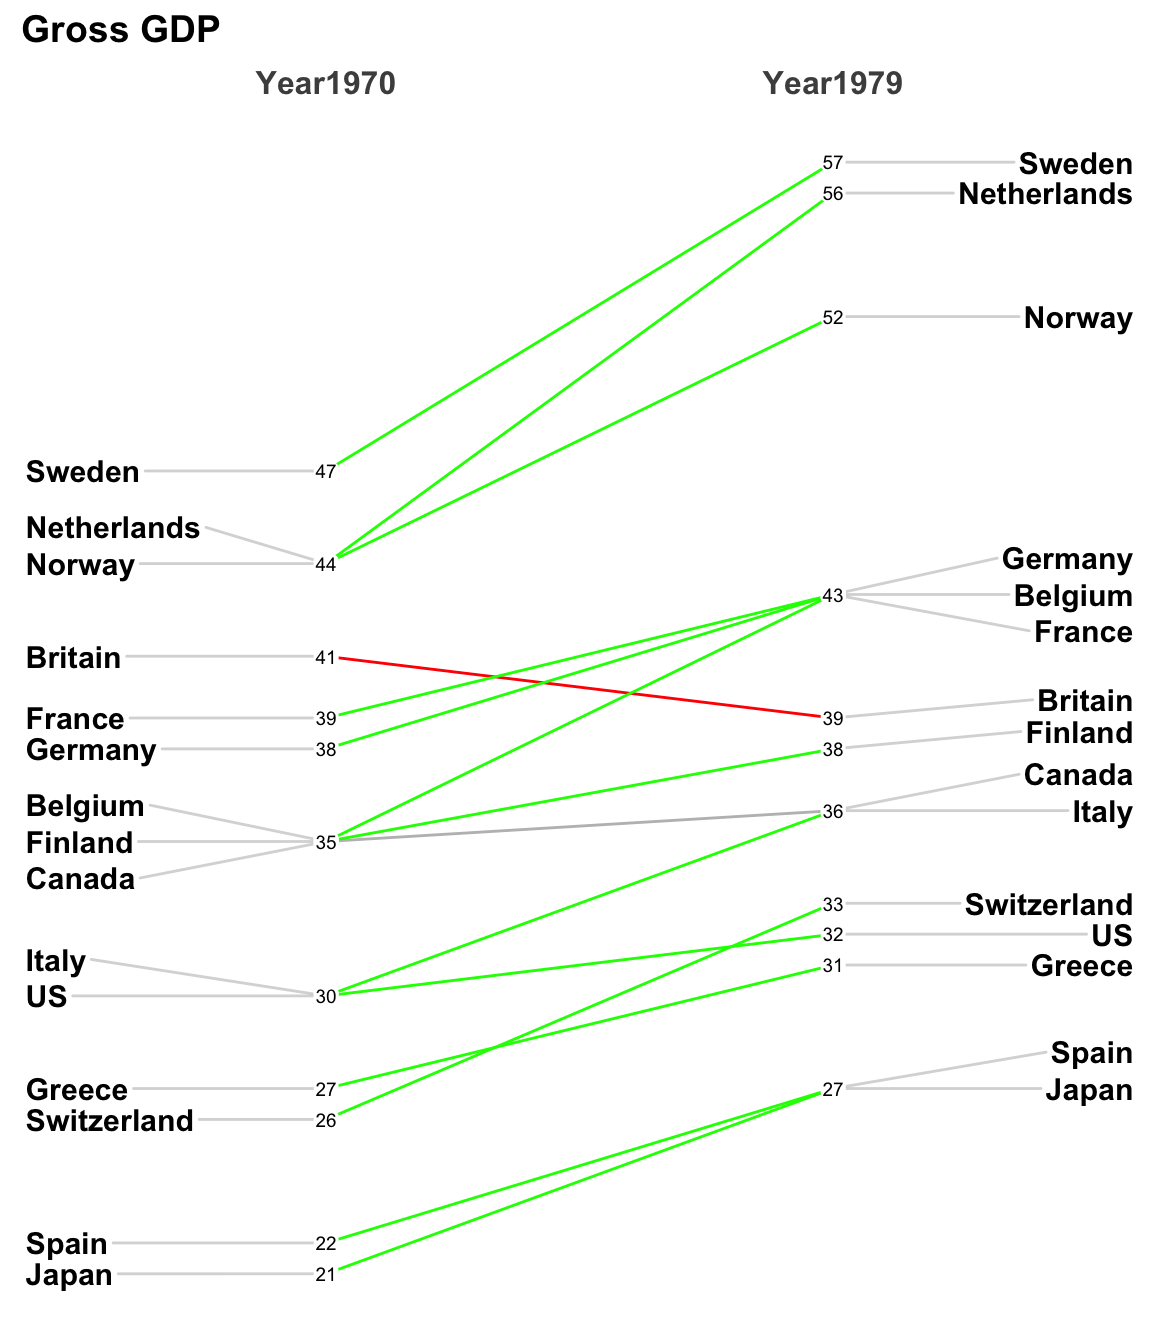 Gross GDP
Year1970 Year1979
57 Sweden
56 Netherlands
52 Norway
Sweden 47
Netherlands
Norway 44
Germany
43 Belgium
France
Britain 41
Britain
France 39 39
Finland
Germany 38 38
Canada
Belgium
36 Italy
Finland 35
Canada
33 Switzerland
32 US
Italy
31 Greece
US 30
Spain
Greece 27 27 Japan
Switzerland 26
Spain 22
Japan 21